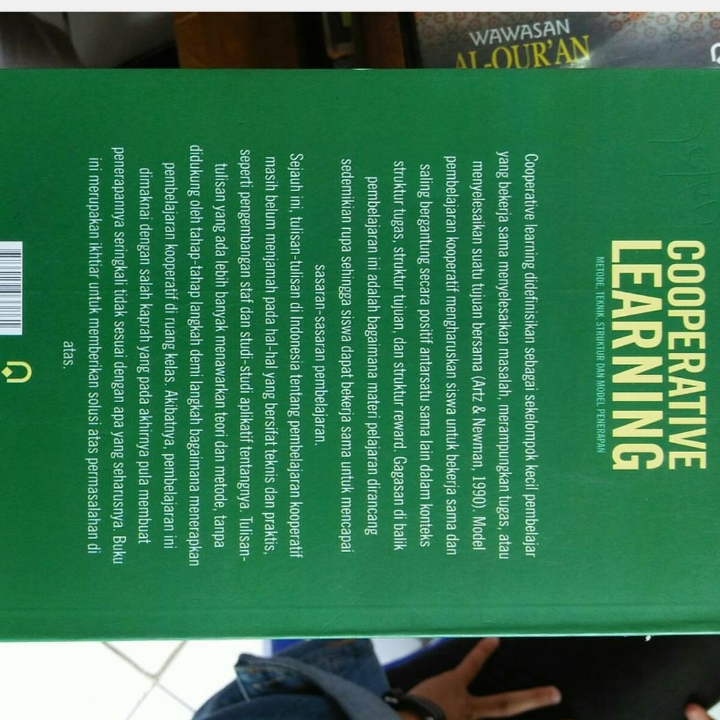 WAWASAN
AL-QUR'AN
COOPERATIVE
LEARNING
METODE, TEKNIK, STRUKTUR DAN MODEL PENERAPAN
Cooperative learning didefinisikan sebagai sekelompok kecil pembelajar
yang bekerja sama menyelesaikan masalah, merampungkan tugas, atau
menyelesaikan suatu tujuan bersama (Artz & Newman, 1990). Model
pembelajaran kooperatif mengharuskan siswa untuk bekerja sama dan
saling bergantung secara positif antarsatu sama lain dalam konteks
struktur tugas, struktur tujuan, dan struktur reward. Gagasan di balik
pembelajaran ini adalah bagaimana materi pelajaran dirancang
sedemikian rupa sehingga siswa dapat bekerja sama untuk mencapai
sasaran-sasaran pembelajaran.
Sejauh ini, tulisan-tulisan di Indonesia tentang pembelajaran kooperatif
masih belum menjamah pada hal-hal yang bersifat teknis dan praktis,
seperti pengembangan staf dan studi-studi aplikatif tentangnya. Tulisan-
tulisan yang ada lebih banyak menawarkan teori dan metode, tanpa
didukung oleh tahap-tahap langkah demi langkah bagaimana menerapkan
pembelajaran kooperatif di ruang kelas. Akibatnya, pembelajaran ini
dimaknai dengan salah kaprah yang pada akhirnya pula membuat
penerapannya seringkali tidak sesuai dengan apa yang seharusnya. Buku
ini merupakan ikhtiar untuk memberikan solusi atas permasalahan di
atas.